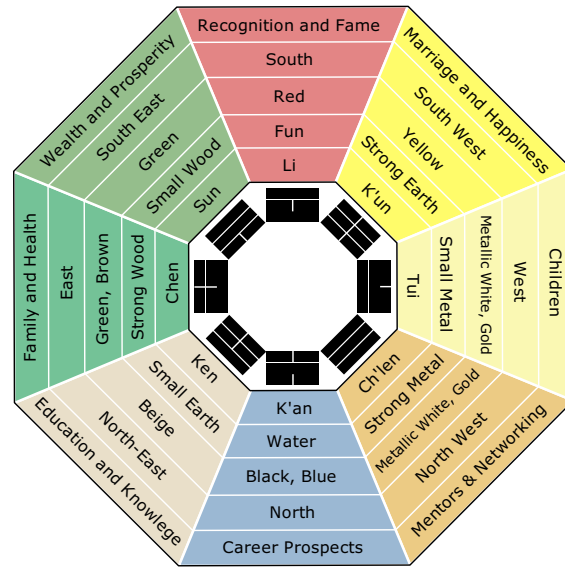 Recognition and Fame
South
Red
Fun
Li
Marriage and Happiness
South West
Yellow
Strong Earth
K'un
Children
West
Metallic White, Gold
Small Metal
Tui
Mentors & Networking
North West
Metallic White, Gold
Strong Metal
Ch'len
K'an
Water
Black, Blue
North
Career Prospects
Education and Knowlege
North-East
Beige
Small Earth
Ken
Family and Health
East
Green, Brown
Strong Wood
Chen
Wealth and Prosperity
South East
Green
Small Wood
Sun